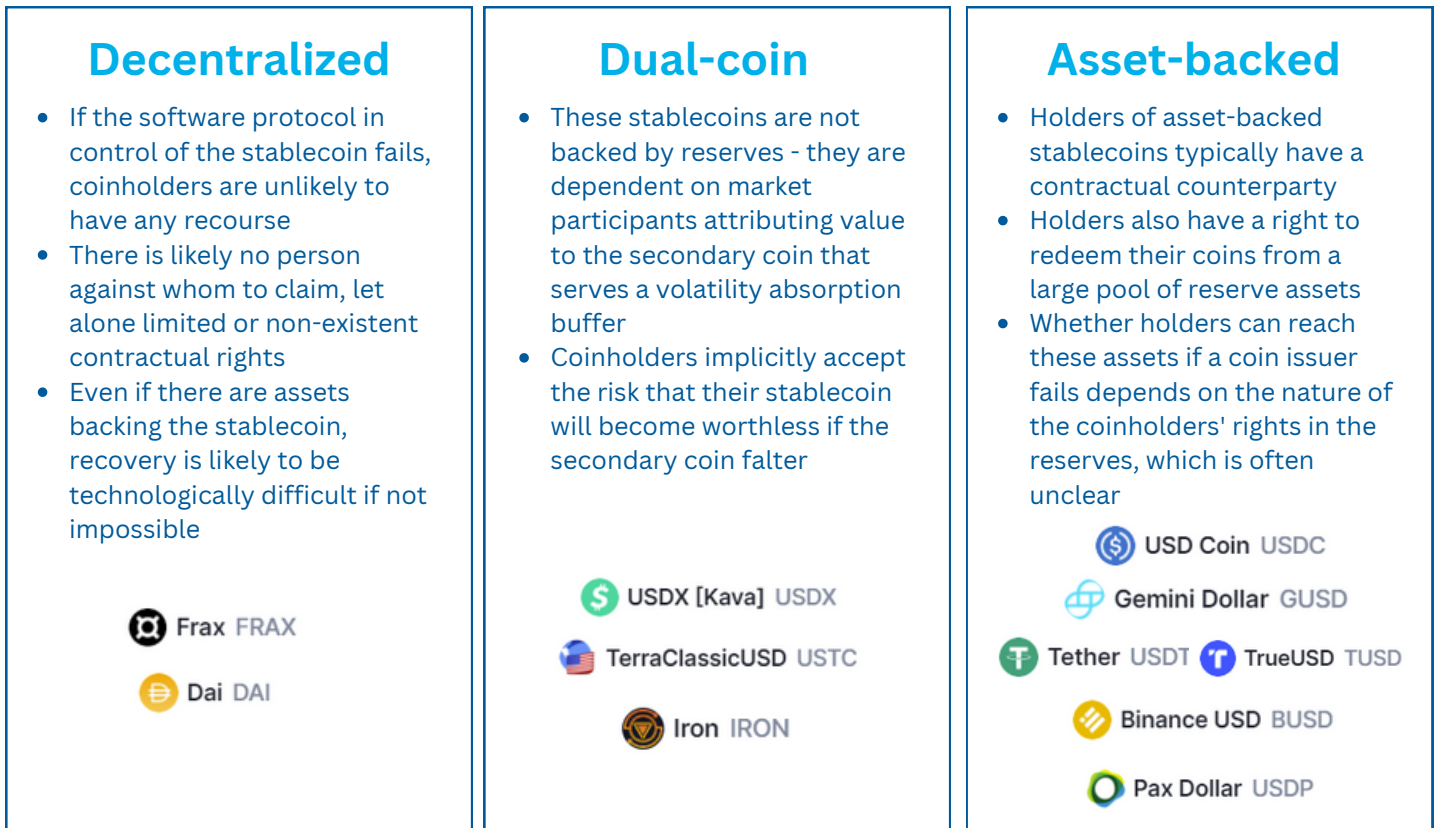 Decentralized
• If the software protocol in
control of the stablecoin fails,
coinholders are unlikely to
have any recourse
• There is likely no person
against whom to claim, let
alone limited or non-existent
contractual rights
• Even if there are assets
backing the stablecoin,
recovery is likely to be
technologically difficult if not
impossible
Frax FRAX
Dai DAI
Dual-coin
• These stablecoins are not
backed by reserves - they are
dependent on market
participants attributing value
to the secondary coin that
serves a volatility absorption
buffer
• Coinholders implicitly accept
the risk that their stablecoin
will become worthless if the
secondary coin falter
USDX [Kava] USDX
TerraClassicUSD USTC
Iron IRON
Asset-backed
• Holders of asset-backed
stablecoins typically have a
contractual counterparty
• Holders also have a right to
redeem their coins from a
large pool of reserve assets
• Whether holders can reach
these assets if a coin issuer
fails depends on the nature of
the coinholders' rights in the
reserves, which is often
unclear
USD Coin USDC
Gemini Dollar GUSD
Tether USDT TrueUSD TUSD
Binance USD BUSD
Pax Dollar USDP